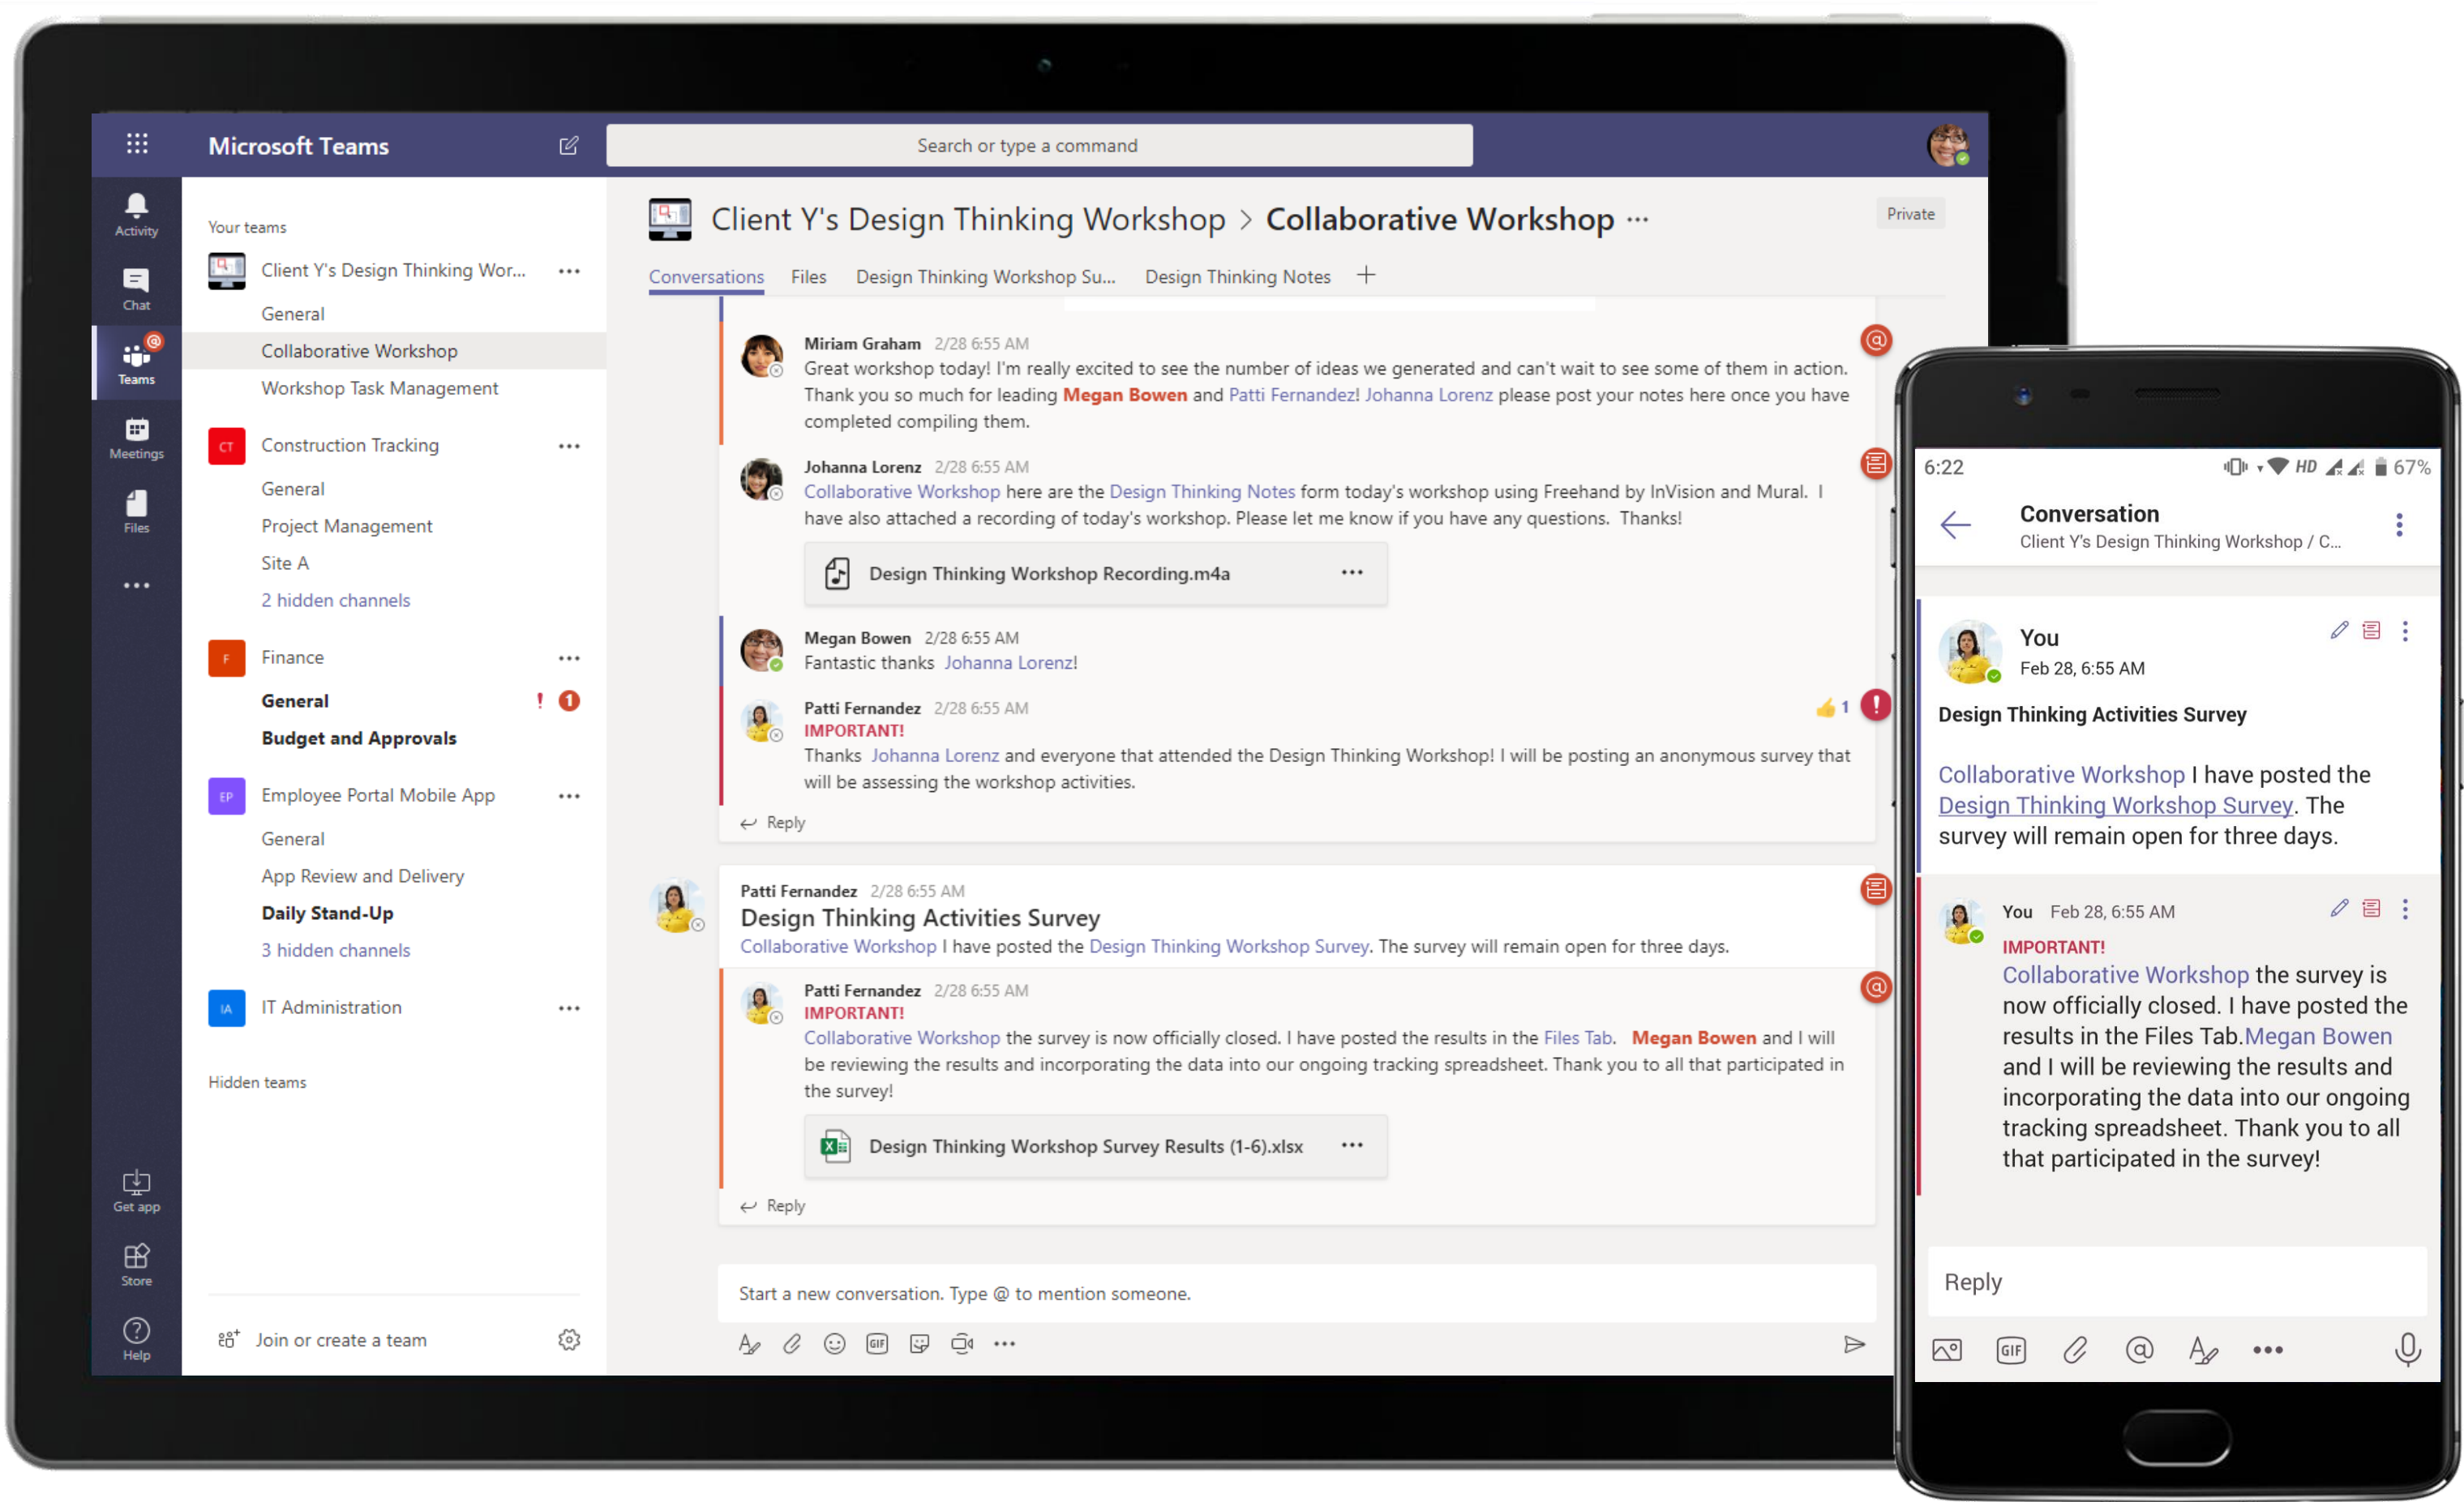 Microsoft Teams
Search or type a command
Activity
Chat
Teams
Meetings
Files
Get app
Store
Help
Your teams
Client Y's Design Thinking Wor...
General
Collaborative Workshop
Workshop Task Management
CT Construction Tracking
General
Project Management
Site A
2 hidden channels
F Finance
General ! 1
Budget and Approvals
EP Employee Portal Mobile App
General
App Review and Delivery
Daily Stand-Up
3 hidden channels
IA IT Administration
Hidden teams
Join or create a team
Client Y's Design Thinking Workshop > Collaborative Workshop ...
Private
Conversations Files Design Thinking Workshop Su... Design Thinking Notes +
Miriam Graham 2/28 6:55 AM
@
Great workshop today! I'm really excited to see the number of ideas we generated and can't wait to see some of them in action.
Thank you so much for leading Megan Bowen and Patti Fernandez! Johanna Lorenz please post your notes here once you have
completed compiling them.
Johanna Lorenz 2/28 6:55 AM
Collaborative Workshop here are the Design Thinking Notes form today's workshop using Freehand by InVision and Mural. I
have also attached a recording of today's workshop. Please let me know if you have any questions. Thanks!
Design Thinking Workshop Recording.m4a ...
Megan Bowen 2/28 6:55 AM
Fantastic thanks Johanna Lorenz!
Patti Fernandez 2/28 6:55 AM
1 !
IMPORTANT!
Thanks Johanna Lorenz and everyone that attended the Design Thinking Workshop! I will be posting an anonymous survey that
will be assessing the workshop activities.
Reply
Patti Fernandez 2/28 6:55 AM
Design Thinking Activities Survey
Collaborative Workshop I have posted the Design Thinking Workshop Survey. The survey will remain open for three days.
Patti Fernandez 2/28 6:55 AM
@
IMPORTANT!
Collaborative Workshop the survey is now officially closed. I have posted the results in the Files Tab. Megan Bowen and I will
be reviewing the results and incorporating the data into our ongoing tracking spreadsheet. Thank you to all that participated in
the survey!
Design Thinking Workshop Survey Results (1-6).xlsx ...
Reply
Start a new conversation. Type @ to mention someone.
GIF
6:22 HD 67%
Conversation
Client Y's Design Thinking Workshop / C...
You
Feb 28, 6:55 AM
Design Thinking Activities Survey
Collaborative Workshop I have posted the
Design Thinking Workshop Survey. The
survey will remain open for three days.
You Feb 28, 6:55 AM
IMPORTANT!
Collaborative Workshop the survey is
now officially closed. I have posted the
results in the Files Tab.Megan Bowen
and I will be reviewing the results and
incorporating the data into our ongoing
tracking spreadsheet. Thank you to all
that participated in the survey!
Reply
GIF @